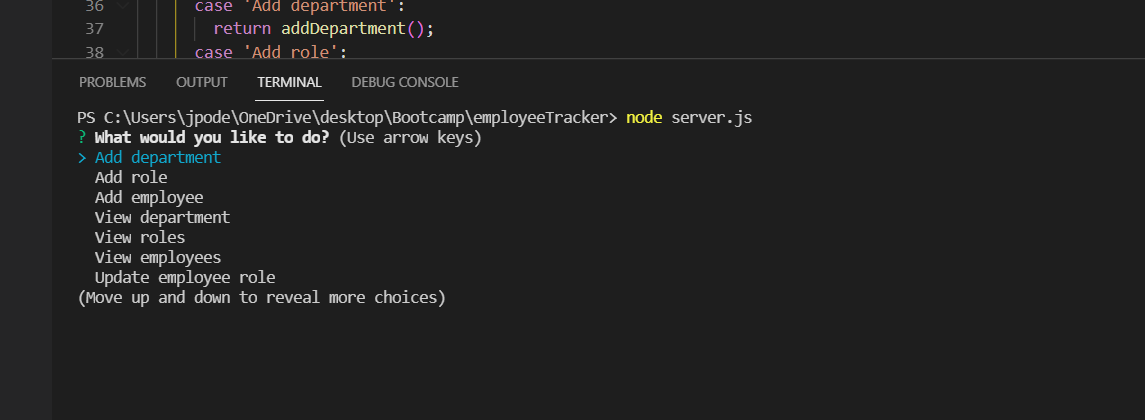 36 case 'Add department':
37 return addDepartment();
38 case 'Add role':
PROBLEMS OUTPUT TERMINAL DEBUG CONSOLE
PS C:\Users\jpode\OneDrive\desktop\Bootcamp\employeeTracker> node server.js
? What would you like to do? (Use arrow keys)
> Add department
Add role
Add employee
View department
View roles
View employees
Update employee role
(Move up and down to reveal more choices)